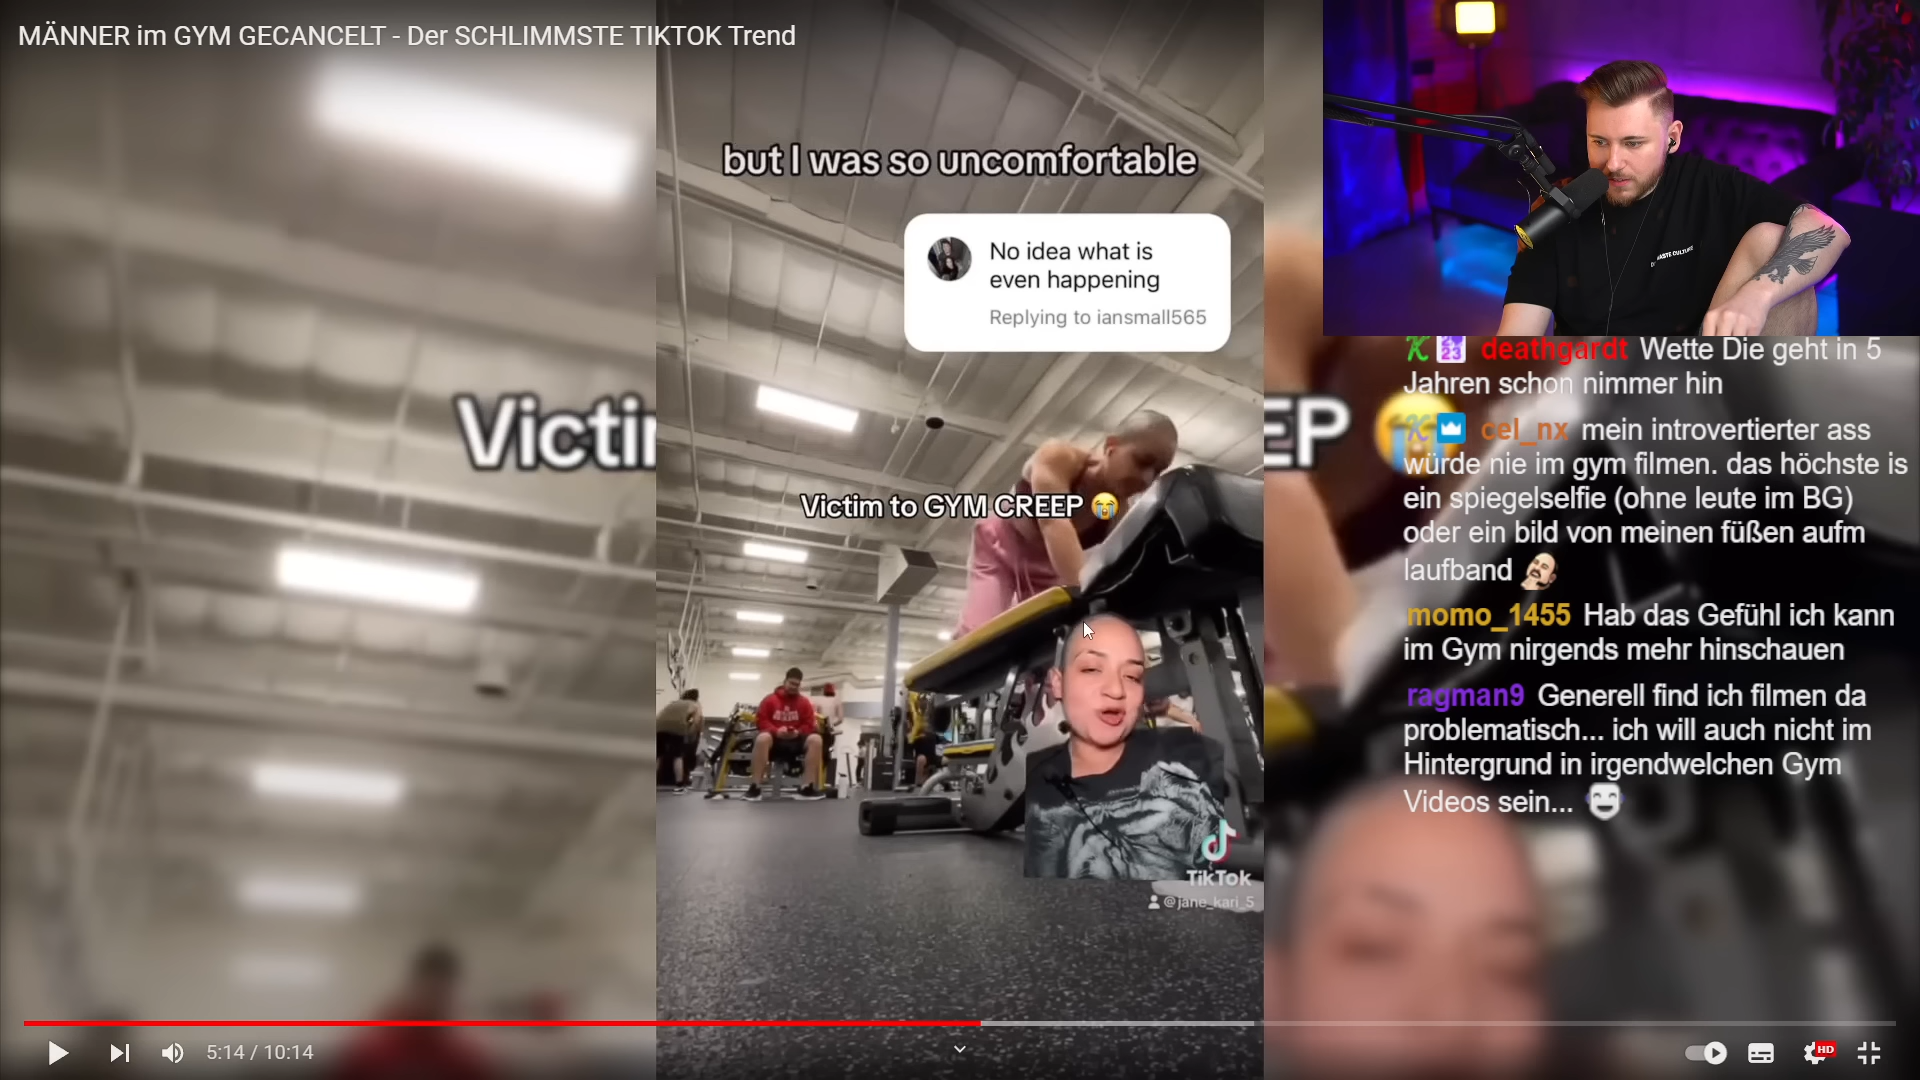 MÄNNER im GYM GECANCELT - Der SCHLIMMSTE TIKTOK Trend
but I was so uncomfortable
No idea what is
even happening
Replying to iansmall565
Victim to GYM CREEP 😭
Victim
EP
TikTok
@jane_kari_5
deathgardt Wette Die geht in 5
Jahren schon nimmer hin
cel_nx mein introvertierter ass
würde nie im gym filmen. das höchste is
ein spiegelselfie (ohne leute im BG)
oder ein bild von meinen füßen aufm
laufband
momo_1455 Hab das Gefühl ich kann
im Gym nirgends mehr hinschauen
ragman9 Generell find ich filmen da
problematisch... ich will auch nicht im
Hintergrund in irgendwelchen Gym
Videos sein...
5:14 / 10:14
HD